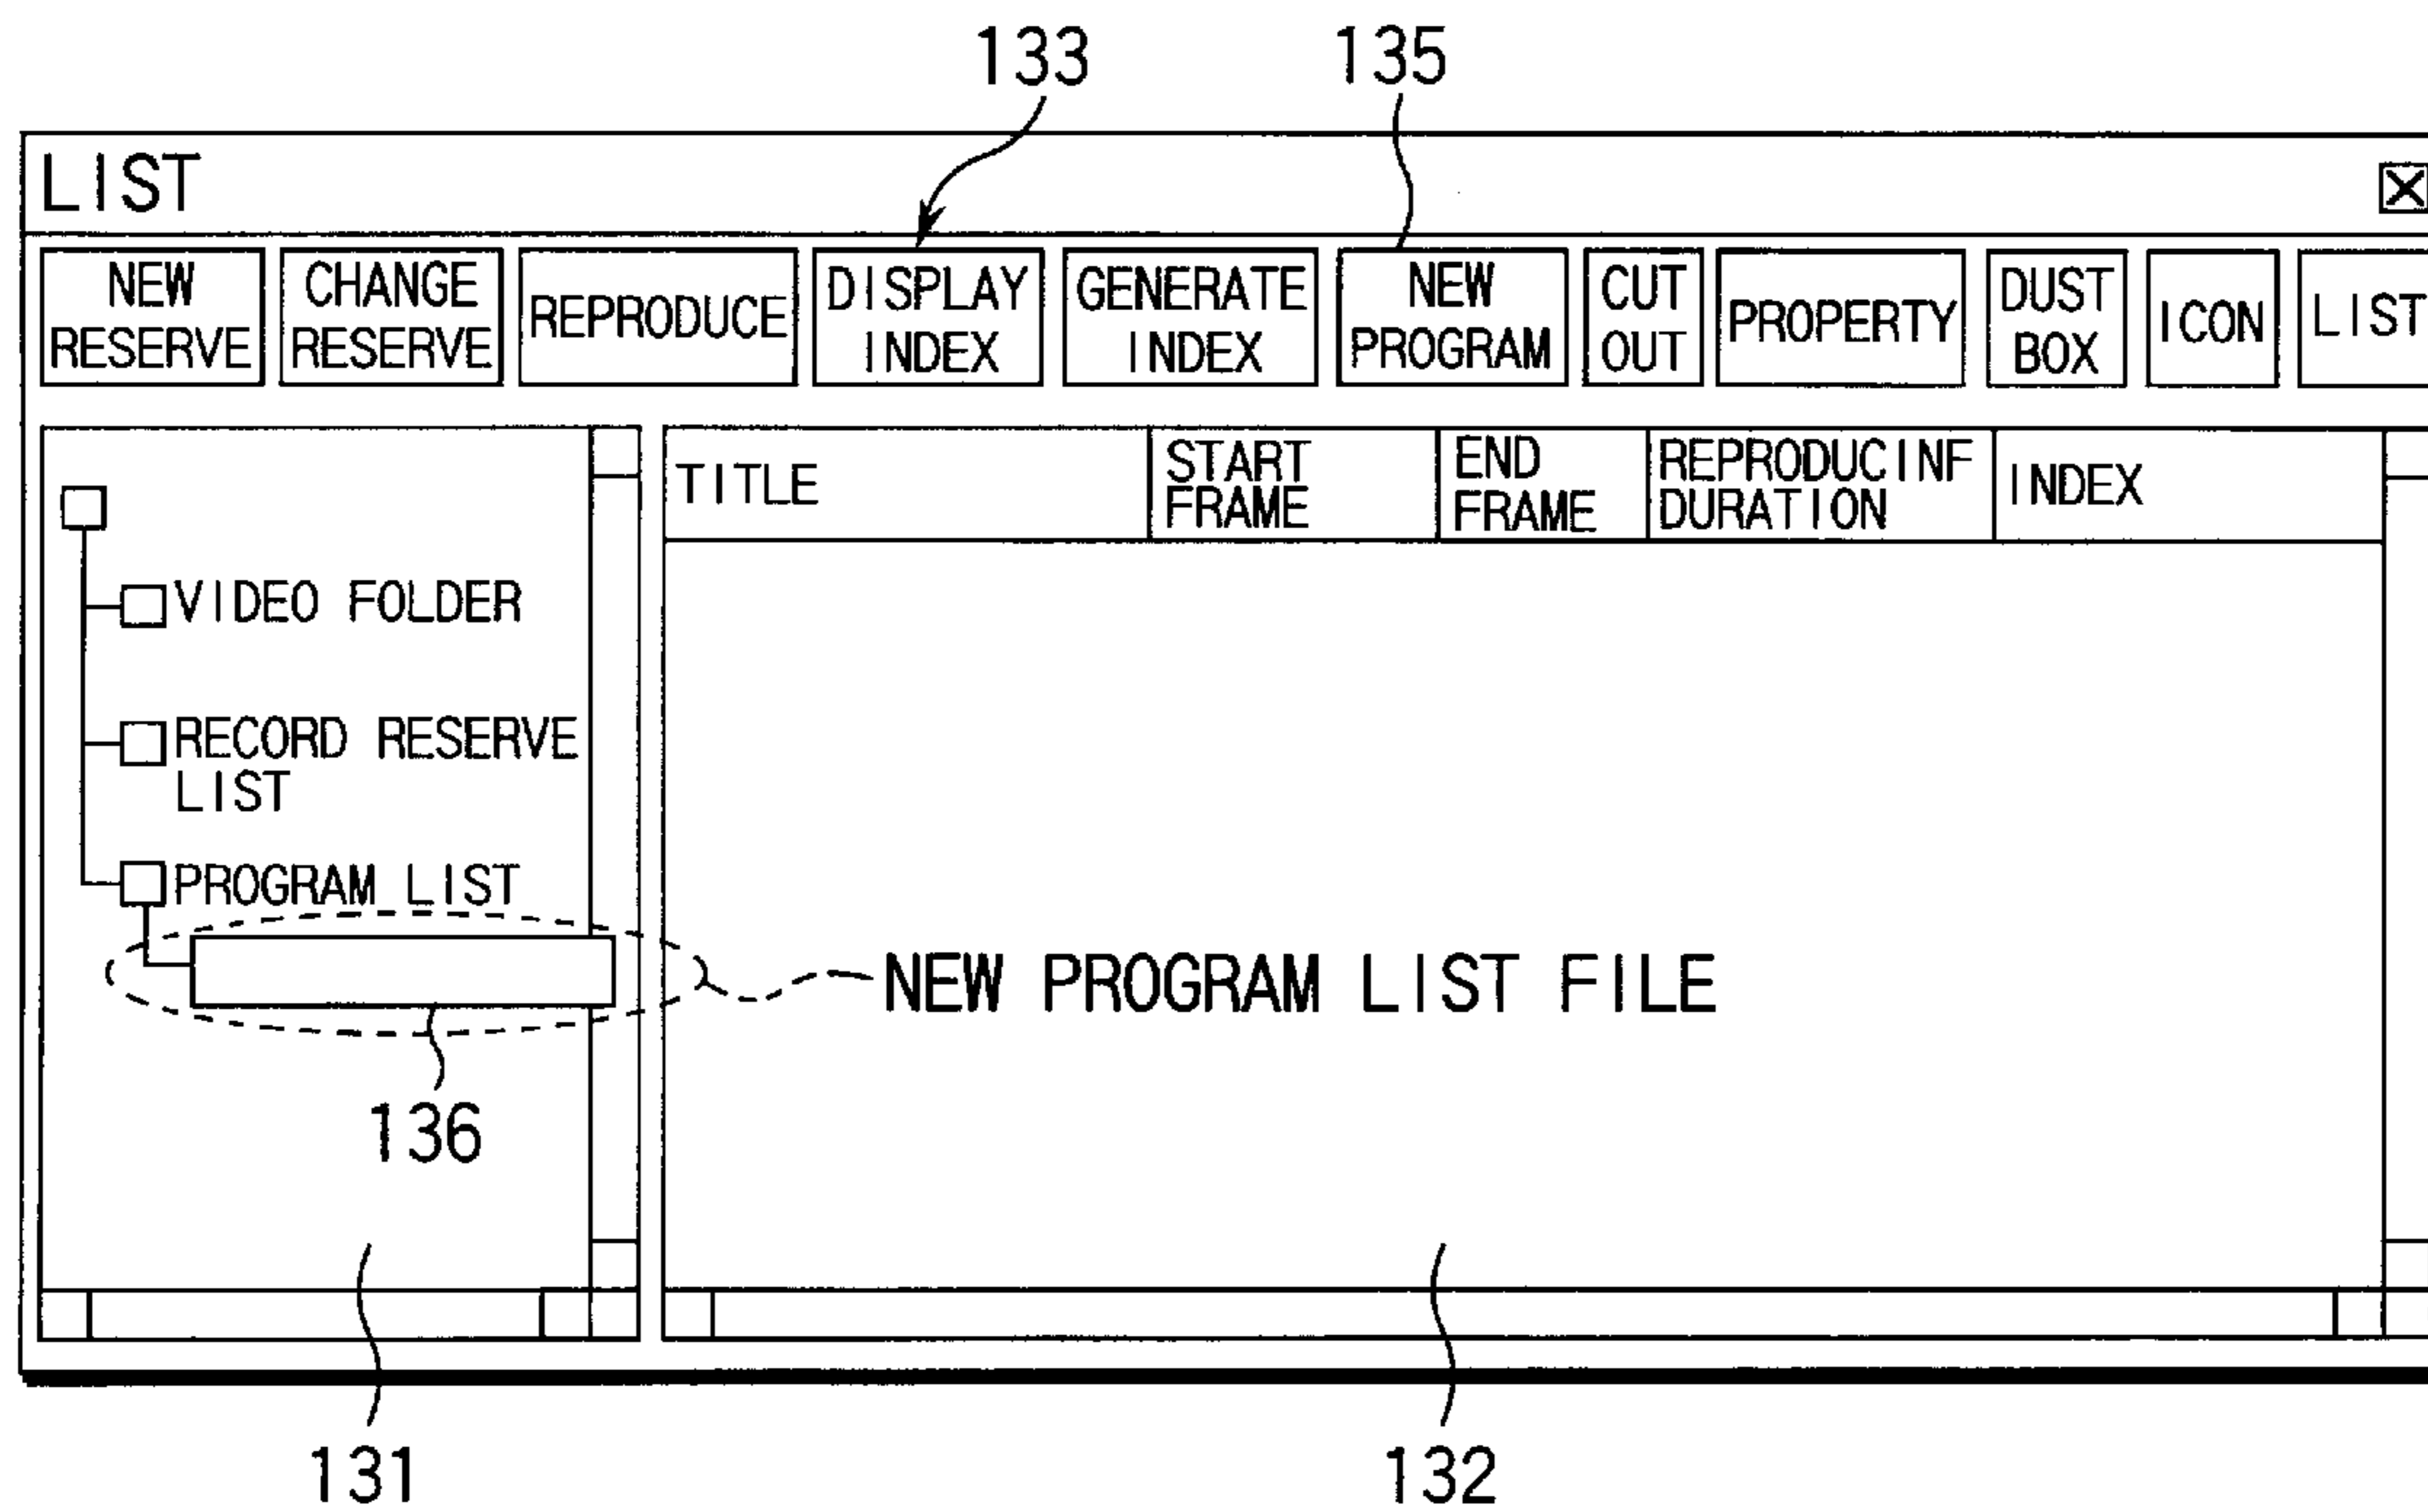 133 135
LIST
NEW RESERVE
CHANGE RESERVE
REPRODUCE
DISPLAY INDEX
GENERATE INDEX
NEW PROGRAM
CUT OUT
PROPERTY
DUST BOX
ICON
LIST
TITLE
START FRAME
END FRAME
REPRODUCINF DURATION
INDEX
VIDEO FOLDER
RECORD RESERVE
LIST
PROGRAM LIST
NEW PROGRAM LIST FILE
136
131 132